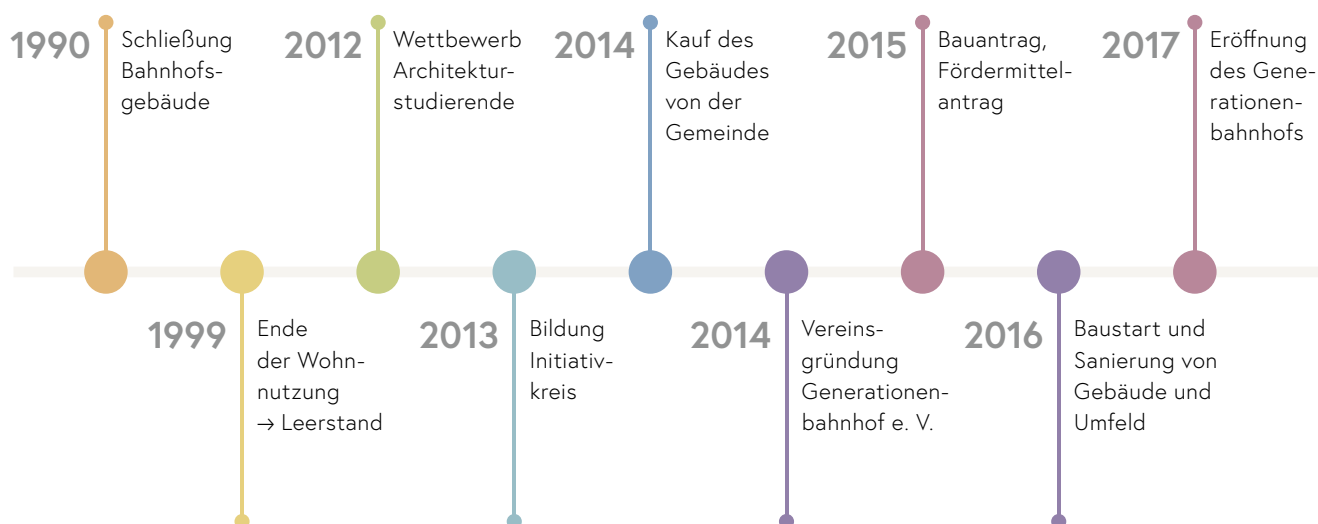 1990
Schließung
Bahnhofs-
gebäude
1999
Ende
der Wohn-
nutzung
→ Leerstand
2012
Wettbewerb
Architektur-
studierende
2013
Bildung
Initiativ-
kreis
2014
Kauf des
Gebäudes
von der
Gemeinde
2014
Vereins-
gründung
Generationen-
bahnhof e. V.
2015
Bauantrag,
Fördermittel-
antrag
2016
Baustart und
Sanierung von
Gebäude und
Umfeld
2017
Eröffnung
des Gene-
rationen-
bahnhofs